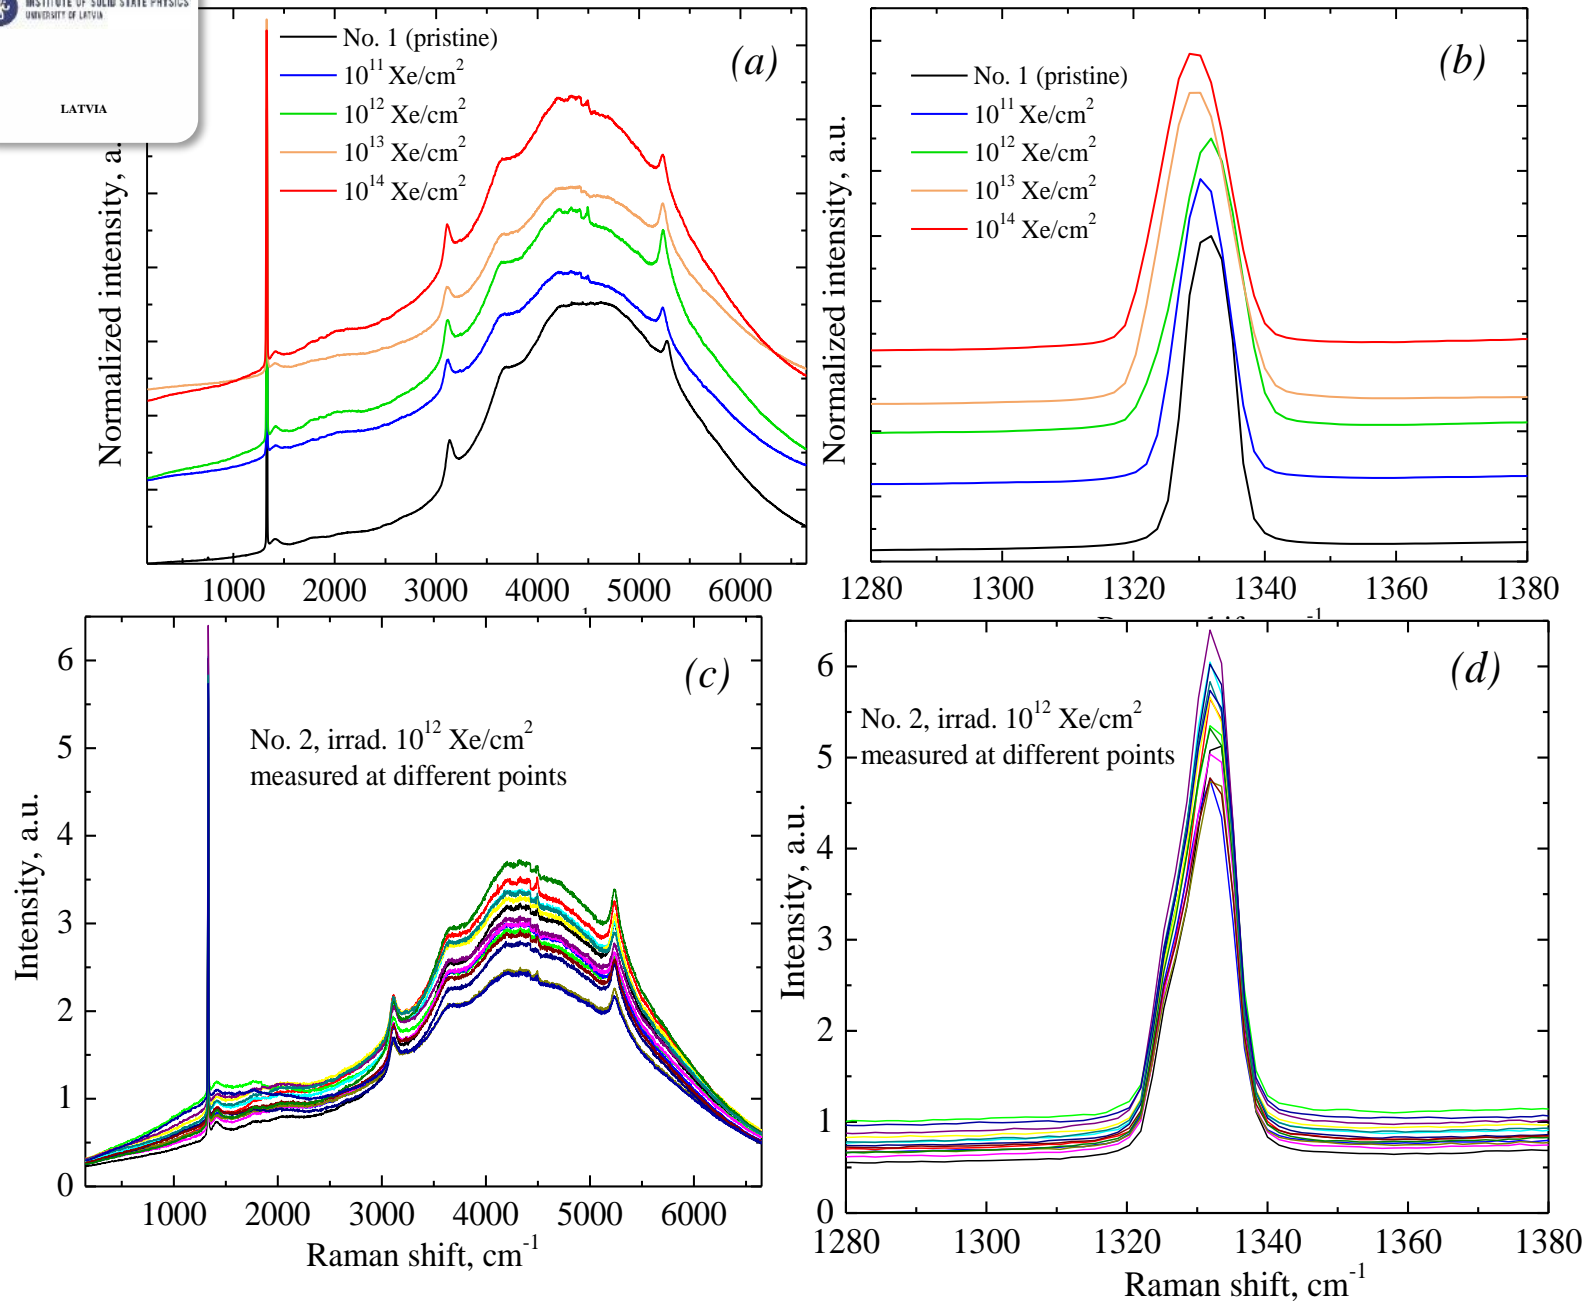 INSTITUTE OF SOLID STATE PHYSICS
UNIVERSITY OF LATVIA
LATVIA
Normalized intensity, a.
No. 1 (pristine)
10^11 Xe/cm^2
10^12 Xe/cm^2
10^13 Xe/cm^2
10^14 Xe/cm^2
(a)
1000 2000 3000 4000 5000 6000
Normalized intensity, a.u.
No. 1 (pristine)
10^11 Xe/cm^2
10^12 Xe/cm^2
10^13 Xe/cm^2
10^14 Xe/cm^2
(b)
1280 1300 1320 1340 1360 1380
Intensity, a.u.
6
5
4
3
2
1
0
(c)
No. 2, irrad. 10^12 Xe/cm^2
measured at different points
1000 2000 3000 4000 5000 6000
Raman shift, cm^-1
Intensity, a.u.
6
5
4
3
2
1
0
(d)
No. 2, irrad. 10^12 Xe/cm^2
measured at different points
1280 1300 1320 1340 1360 1380
Raman shift, cm^-1